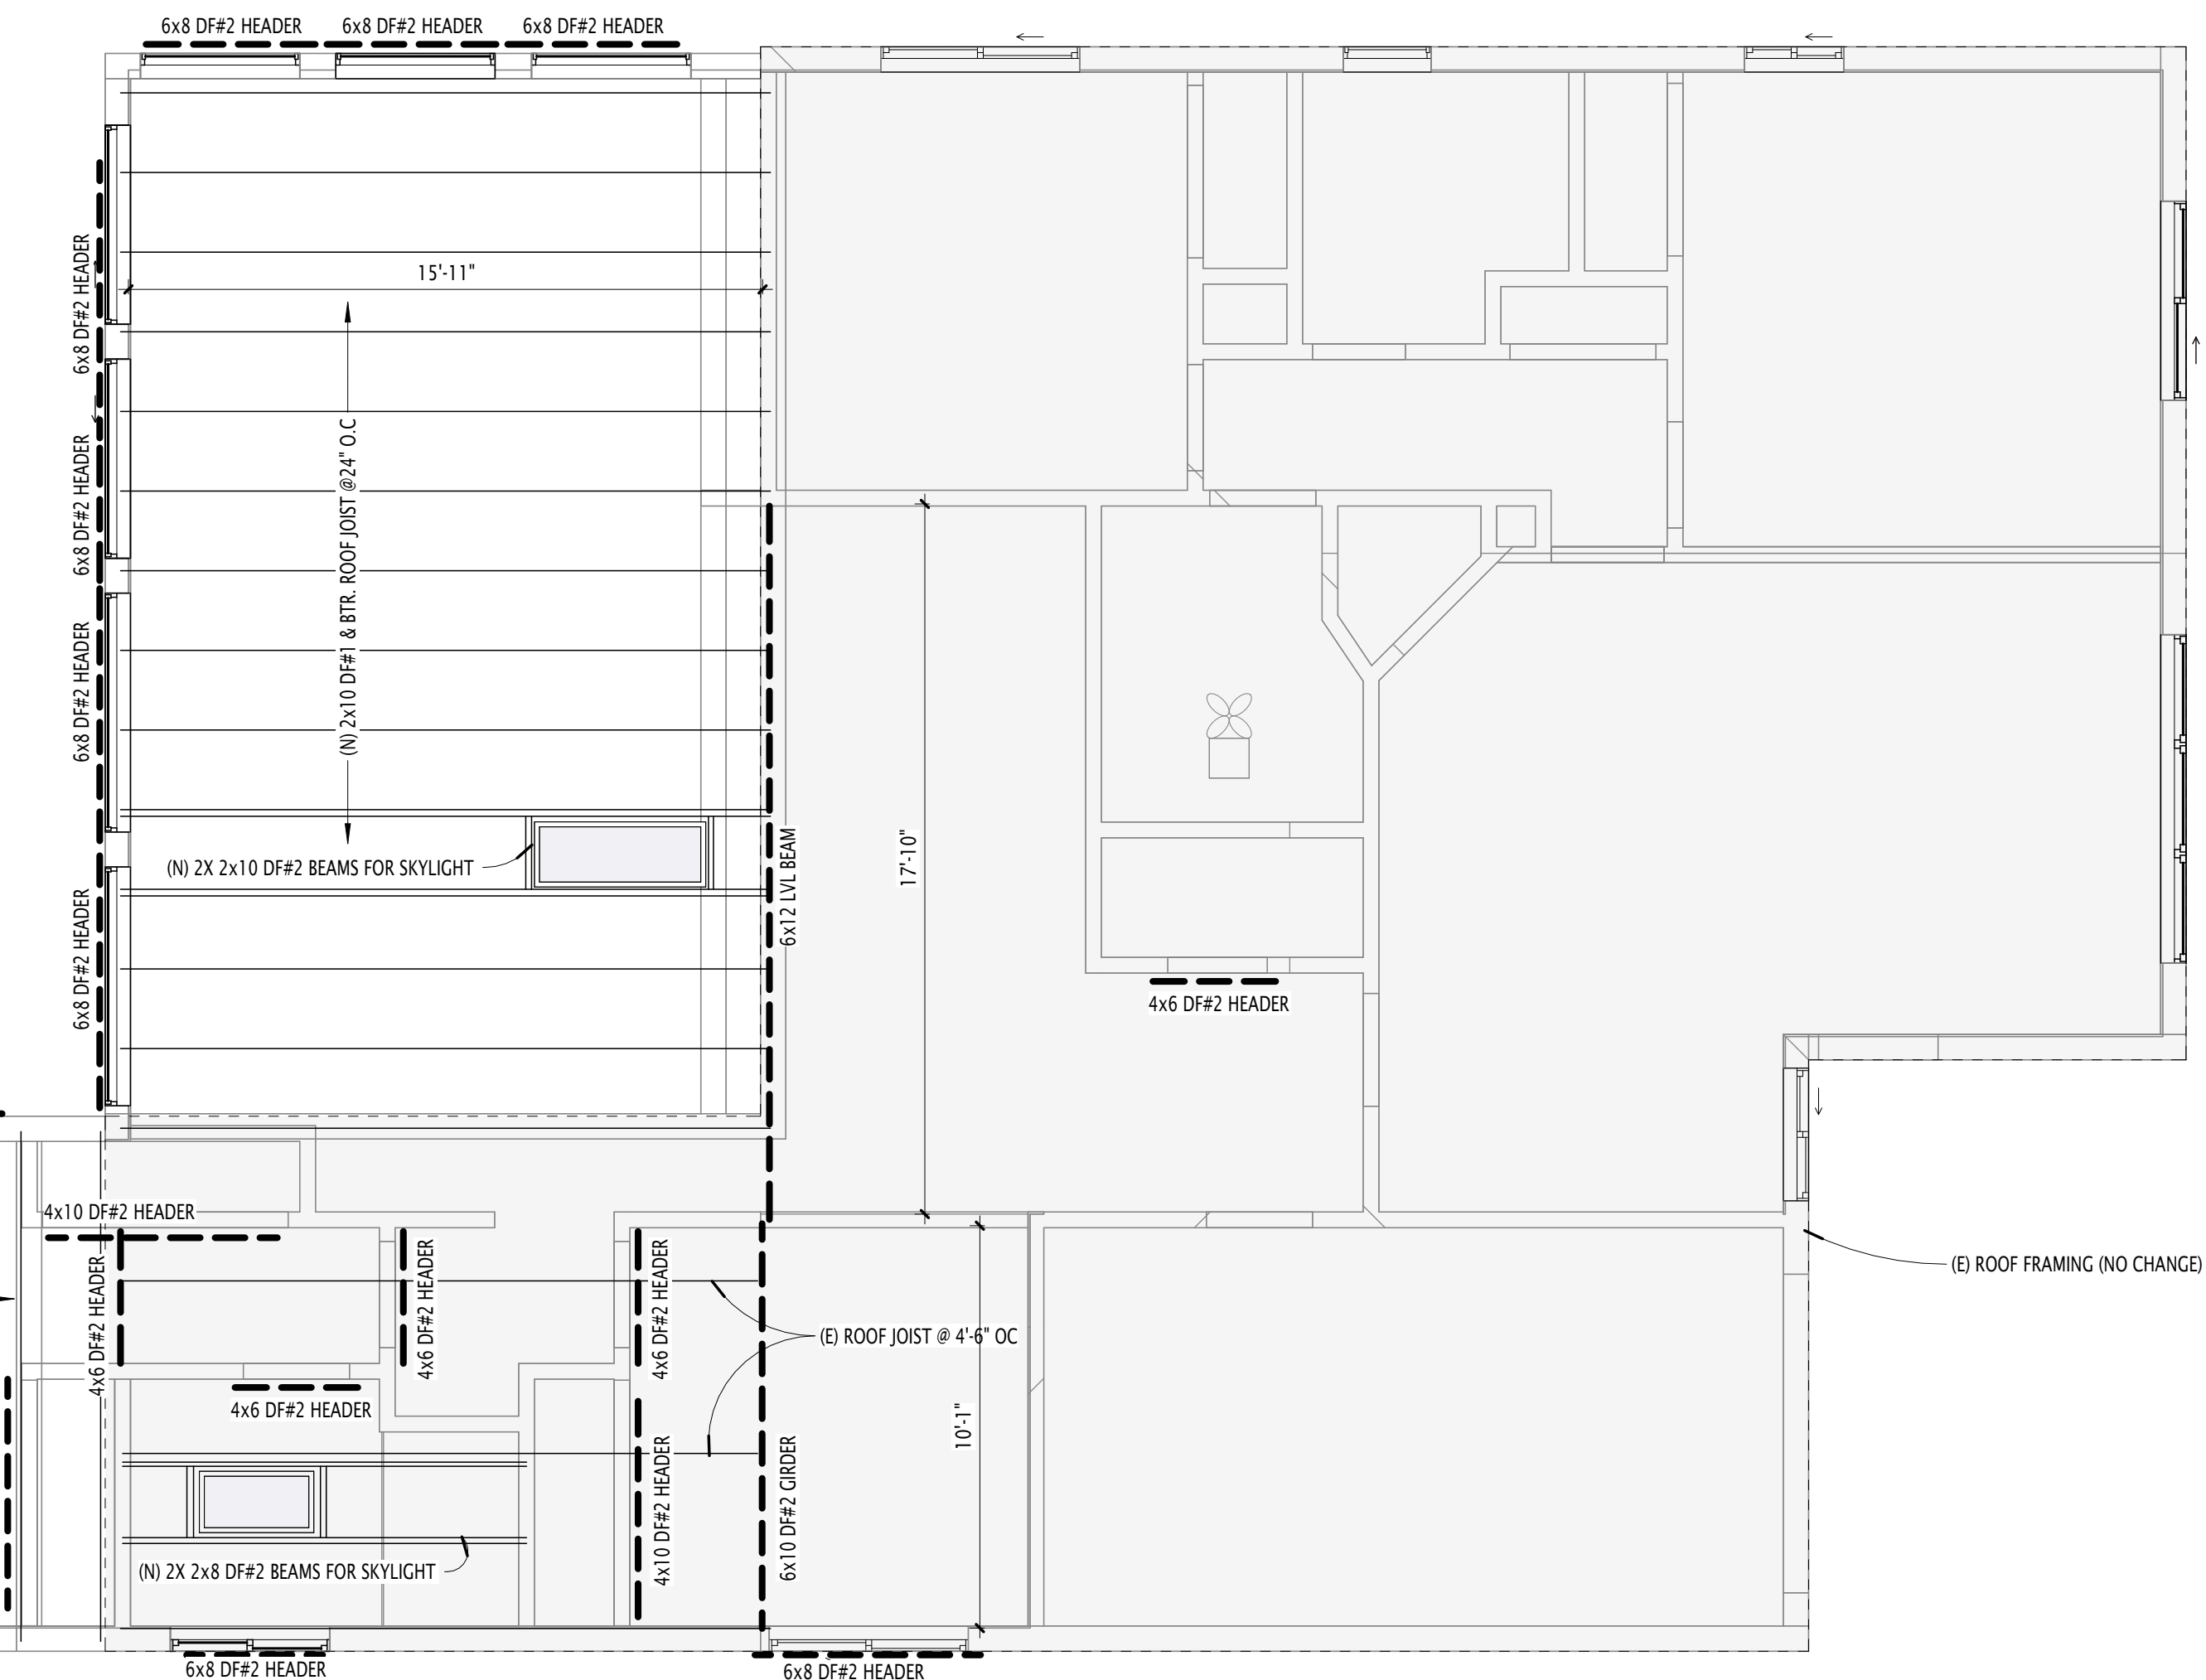 6x8 DF#2 HEADER
6x8 DF#2 HEADER
6x8 DF#2 HEADER
6x8 DF#2 HEADER
15'-11"
6x8 DF#2 HEADER
(N) 2x10 DF#1 & BTR. ROOF JOIST @24" O.C
6x8 DF#2 HEADER
(N) 2X 2x10 DF#2 BEAMS FOR SKYLIGHT
6x12 LVL BEAM
17'-10"
6x8 DF#2 HEADER
4x6 DF#2 HEADER
4x10 DF#2 HEADER
4x6 DF#2 HEADER
4x6 DF#2 HEADER
4x6 DF#2 HEADER
(E) ROOF FRAMING (NO CHANGE)
(E) ROOF JOIST @ 4'-6" OC
4x6 DF#2 HEADER
10'-1"
4x10 DF#2 HEADER
6x10 DF#2 GIRDER
(N) 2X 2x8 DF#2 BEAMS FOR SKYLIGHT
6x8 DF#2 HEADER
6x8 DF#2 HEADER